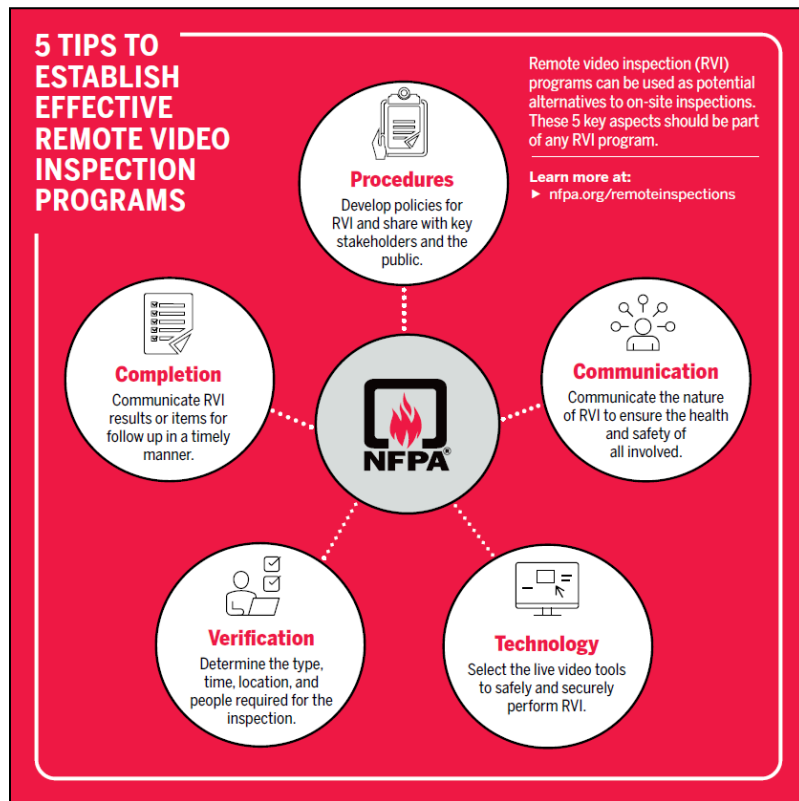 5 TIPS TO
ESTABLISH
EFFECTIVE
REMOTE VIDEO
INSPECTION
PROGRAMS
Remote video inspection (RVI)
programs can be used as potential
alternatives to on-site inspections.
These 5 key aspects should be part
of any RVI program.
Learn more at:
► nfpa.org/remoteinspections
Procedures
Develop policies for
RVI and share with key
stakeholders and the
public.
Communication
Communicate the nature
of RVI to ensure the health
and safety of
all involved.
Technology
Select the live video tools
to safely and securely
perform RVI.
Verification
Determine the type,
time, location, and
people required for the
inspection.
Completion
Communicate RVI
results or items for
follow up in a timely
manner.
NFPA®